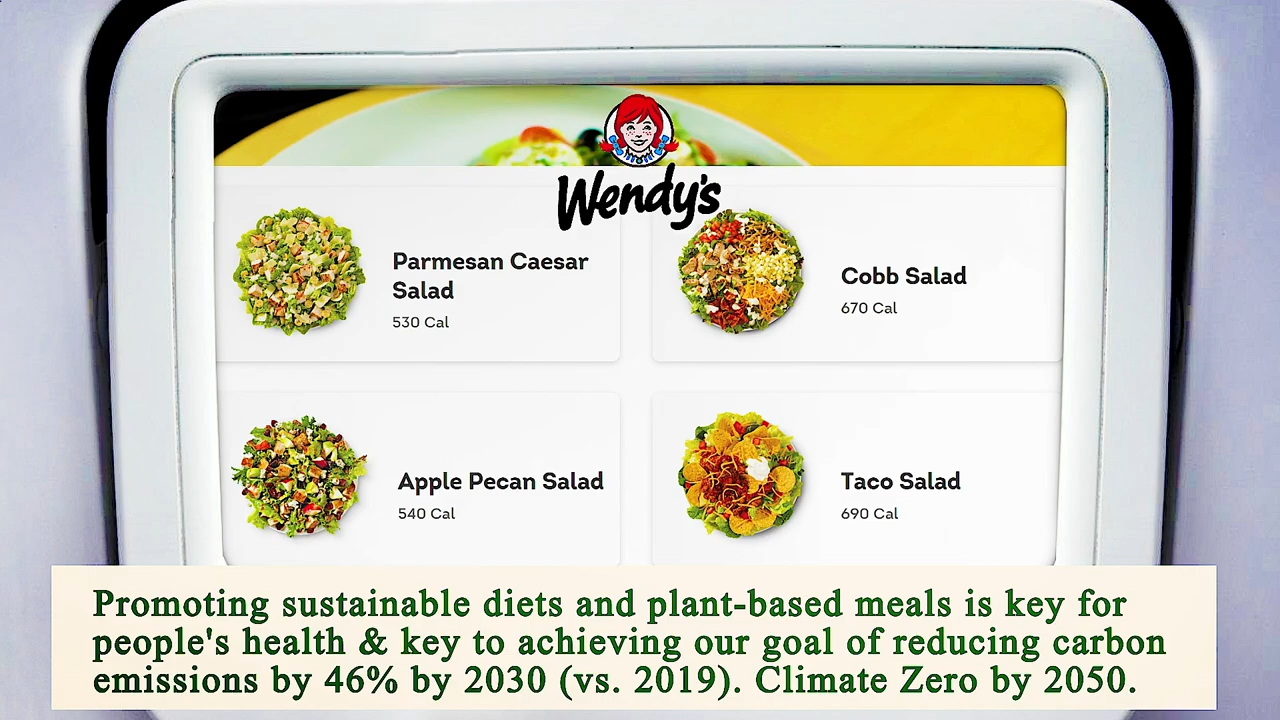 Wendy's
Parmesan Caesar
Salad
530 Cal
Cobb Salad
670 Cal
Apple Pecan Salad
540 Cal
Taco Salad
690 Cal
Promoting sustainable diets and plant-based meals is key for
people's health & key to achieving our goal of reducing carbon
emissions by 46% by 2030 (vs. 2019). Climate Zero by 2050.